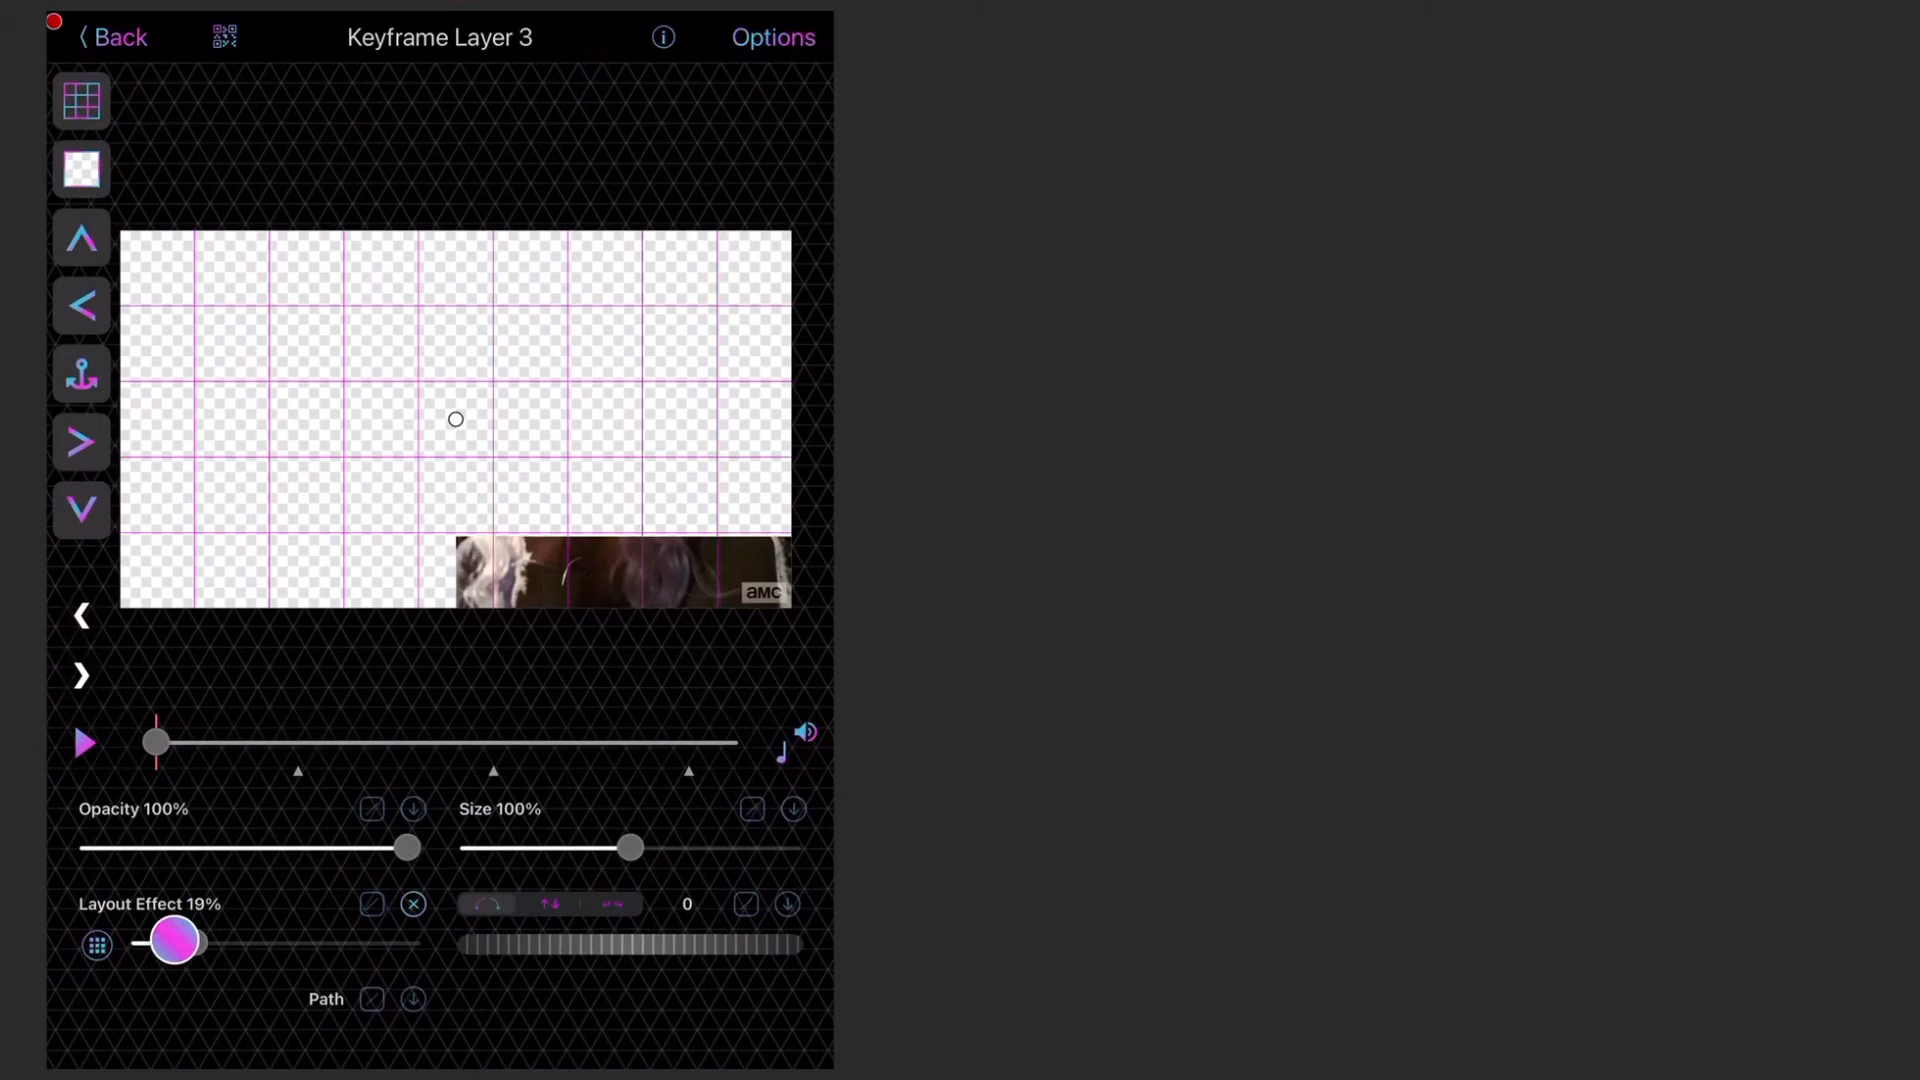 Back
Keyframe Layer 3
Options
amc
Opacity 100%
Size 100%
Layout Effect 19%
0
Path